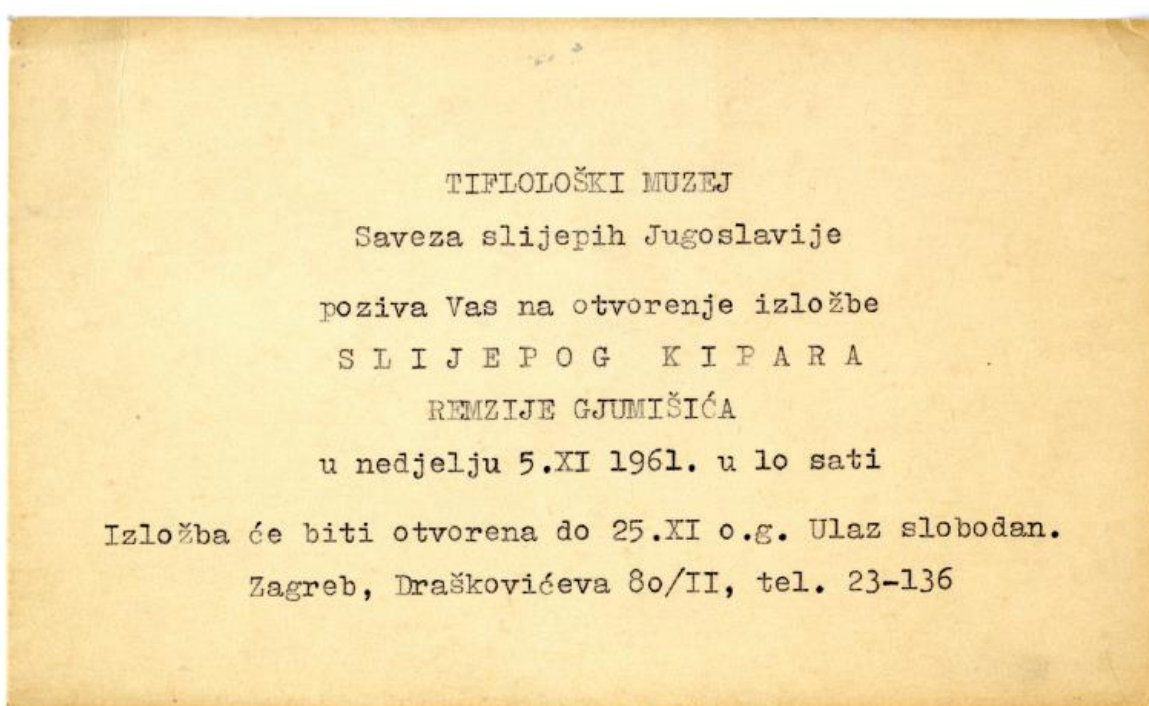 TIFLOLOŠKI MUZEJ
Saveza slijepih Jugoslavije
poziva Vas na otvorenje izložbe
S L I J E P O G   K I P A R A
REMZIJE GJUMIŠIĆA
u nedjelju 5.XI 1961. u lo sati
Izložba će biti otvorena do 25.XI o.g. Ulaz slobodan.
Zagreb, Draškovićeva 8o/II, tel. 23-136